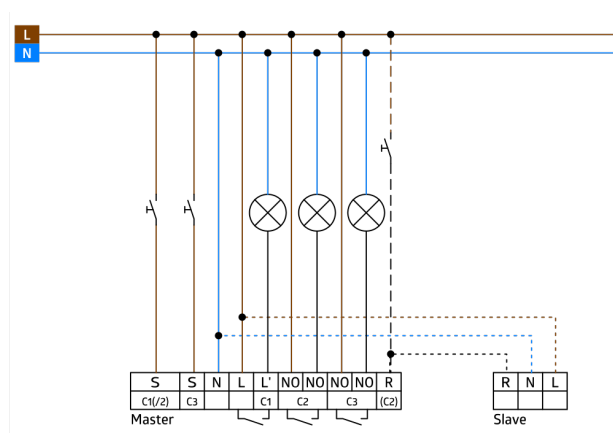 L
N
S S N L L' NO NO NO NO R
C1(/2) C3 C1 C2 C3 (C2)
Master
R N L
Slave